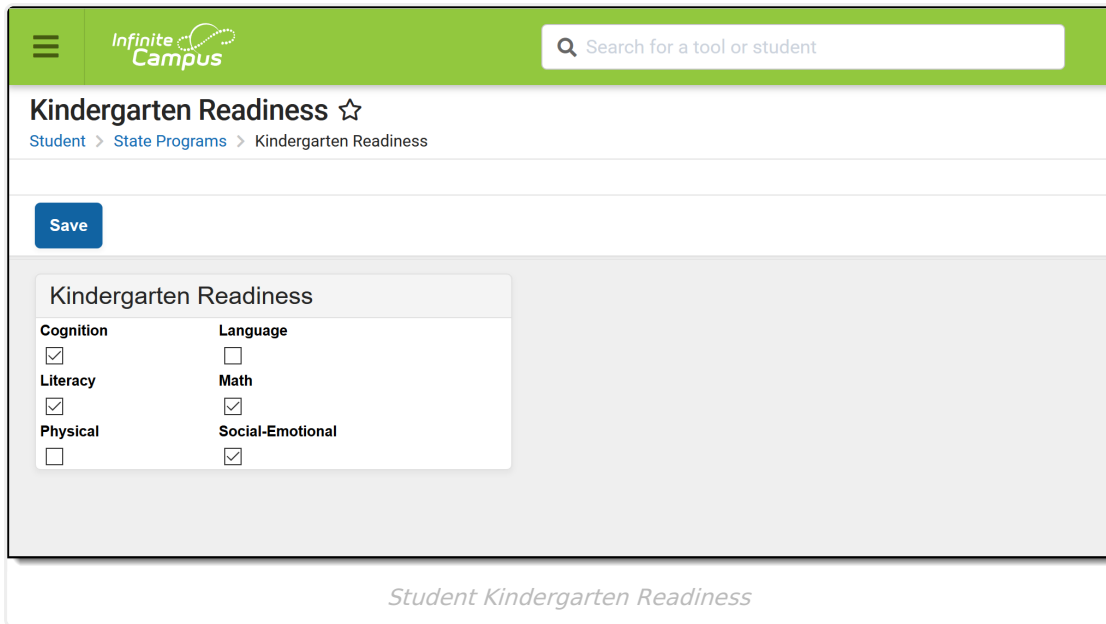 Infinite
Campus
Search for a tool or student
Kindergarten Readiness
Student > State Programs > Kindergarten Readiness
Save
Kindergarten Readiness
Cognition Language
Literacy Math
Physical Social-Emotional
Student Kindergarten Readiness